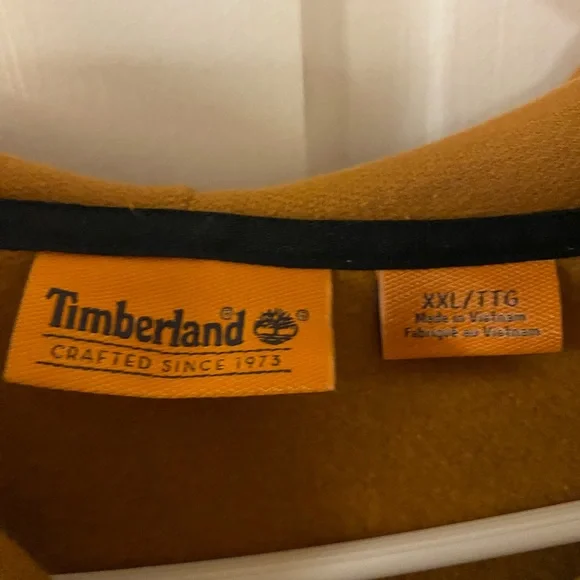 Timberland®®
CRAFTED SINCE 1973
XXL/TTG
Made in Vietnam
Fabriqué au Vietnam